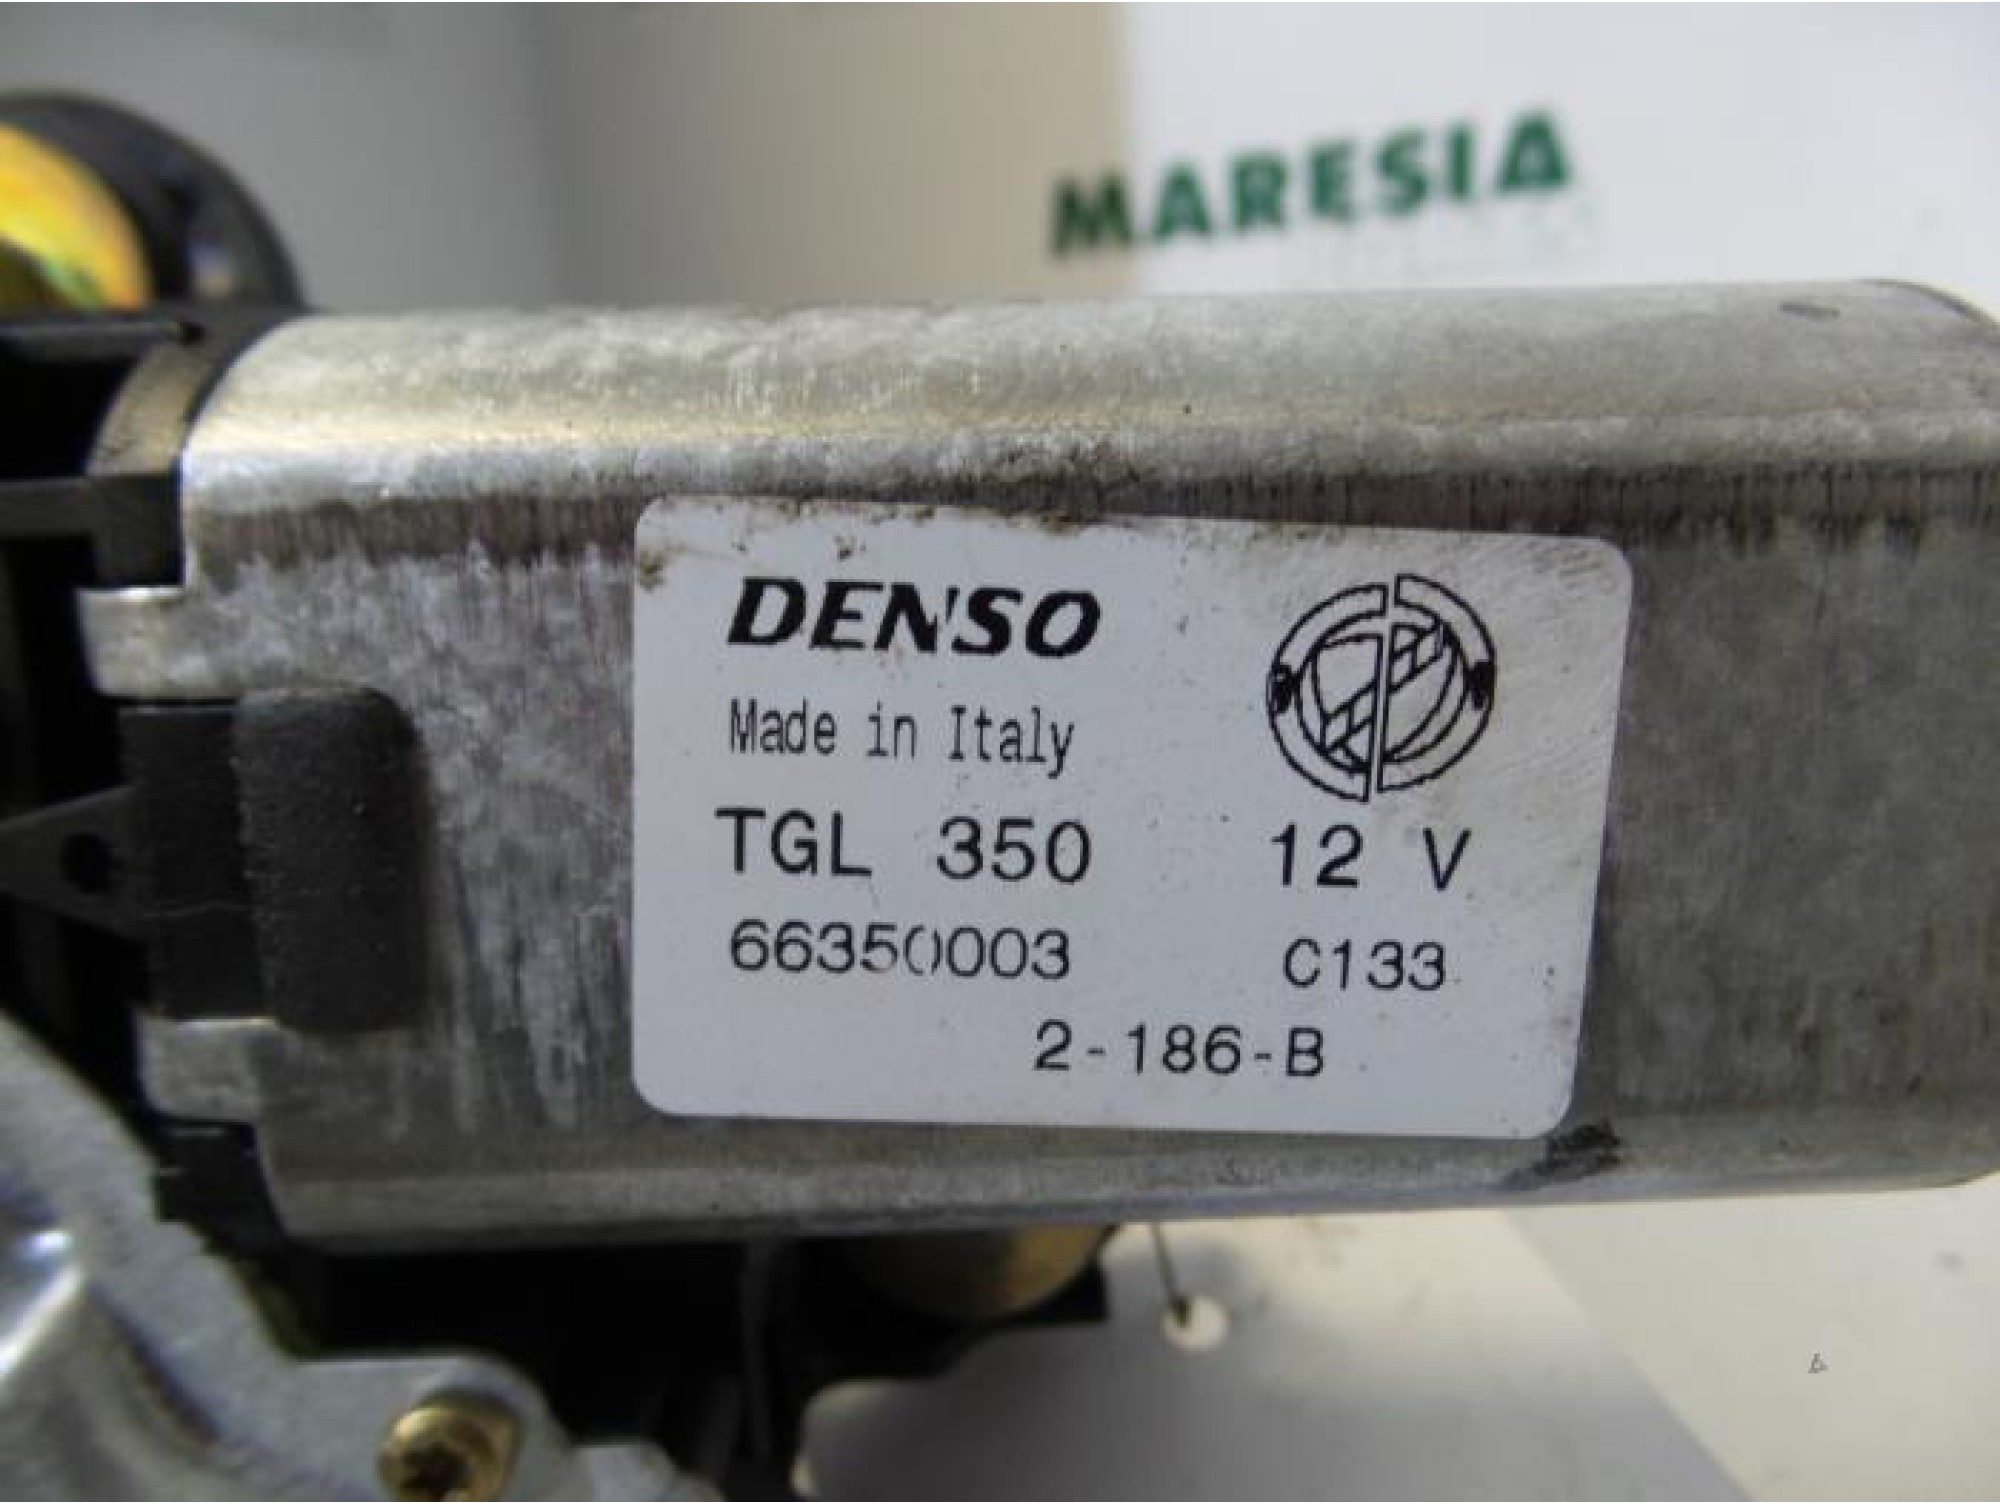 MARESIA
DENSO
Made in Italy
TGL 350 12 V
66350003 C133
2-186-B